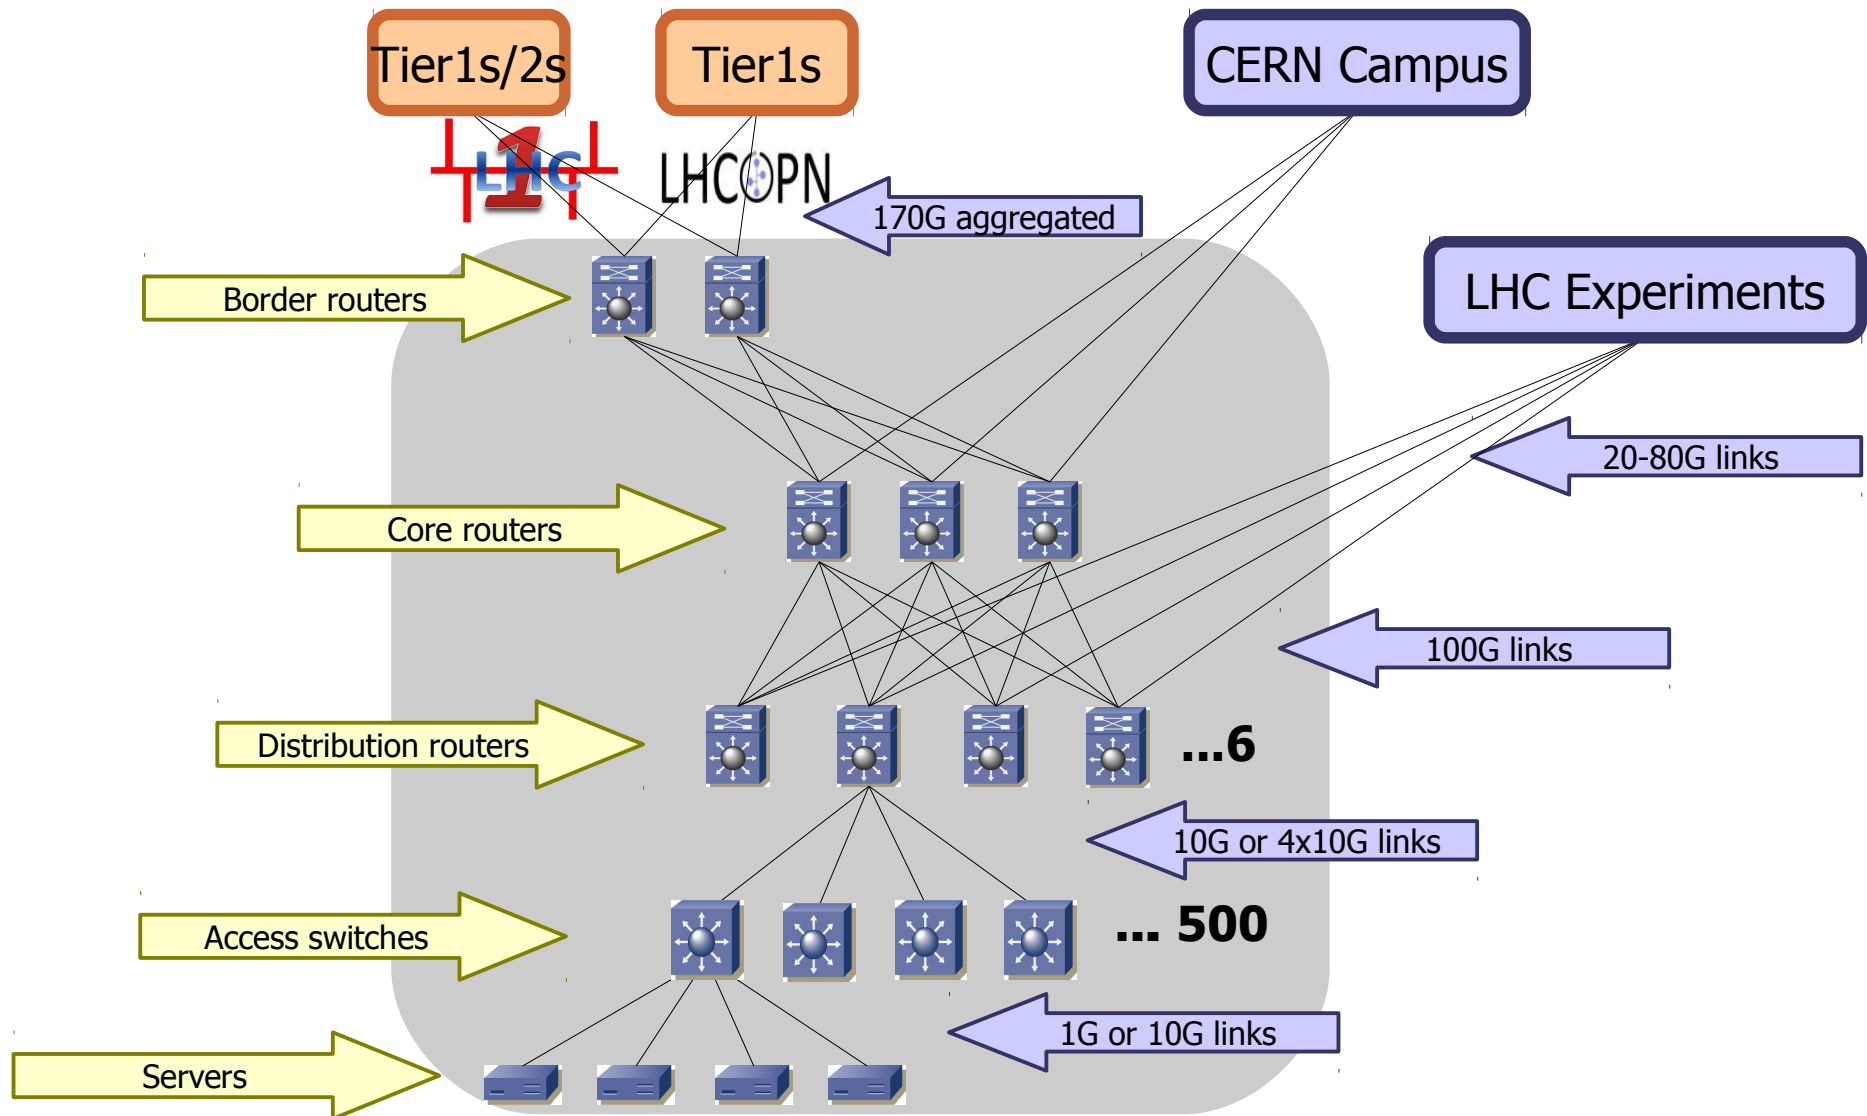 Tier1s/2s
Tier1s
CERN Campus
LHC
1
LHCOPN
170G aggregated
Border routers
LHC Experiments
20-80G links
Core routers
100G links
Distribution routers
...6
10G or 4x10G links
Access switches
... 500
1G or 10G links
Servers